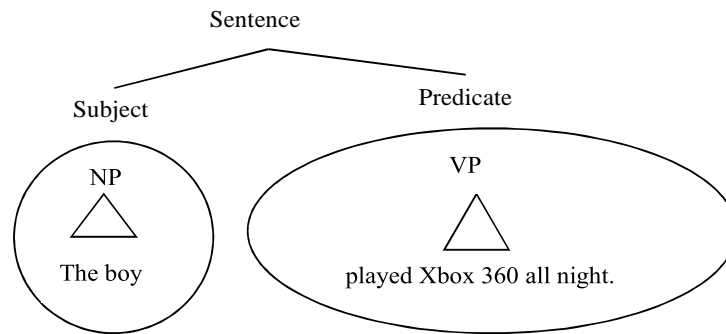 Sentence
Subject
Predicate
NP
VP
The boy
played Xbox 360 all night.